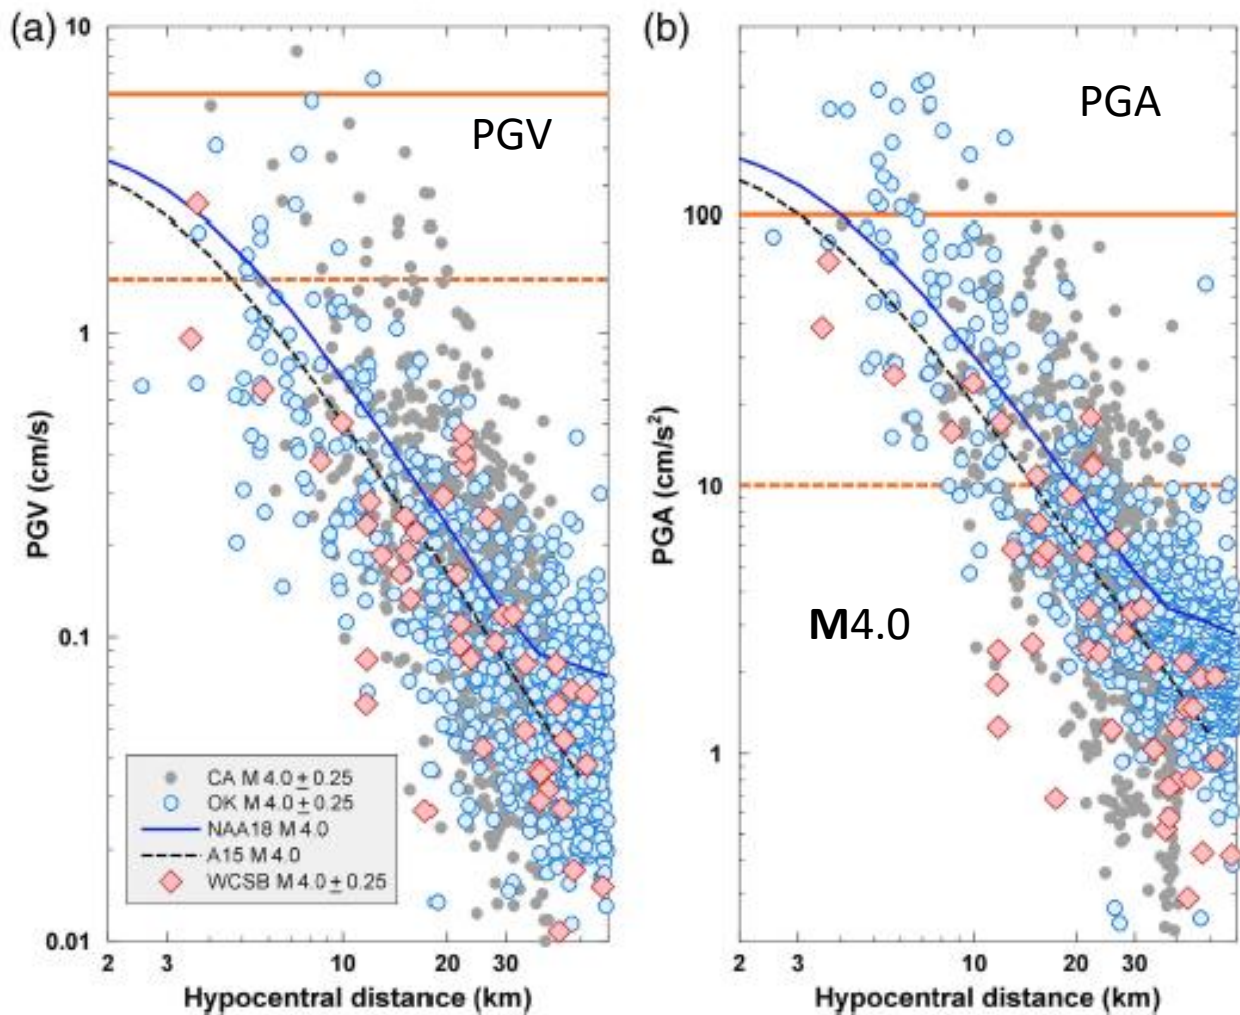 (a)
10
1
0.1
0.01
PGV (cm/s)
PGV
CA M 4.0 ± 0.25
OK M 4.0 ± 0.25
NAA18 M 4.0
A15 M 4.0
WCSB M 4.0 ± 0.25
2 3 10 20 30
Hypocentral distance (km)
(b)
100
10
1
PGA (cm/s²)
PGA
M4.0
2 3 10 20 30
Hypocentral distance (km)